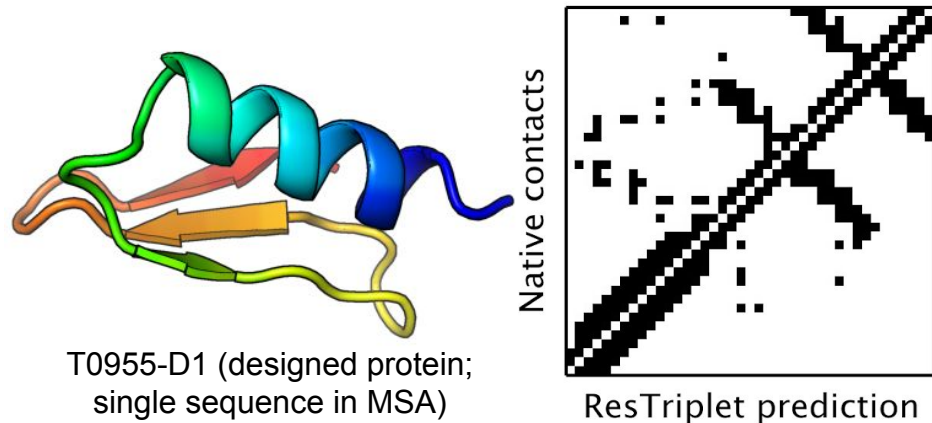 T0955-D1 (designed protein;
single sequence in MSA)
Native contacts
ResTriplet prediction